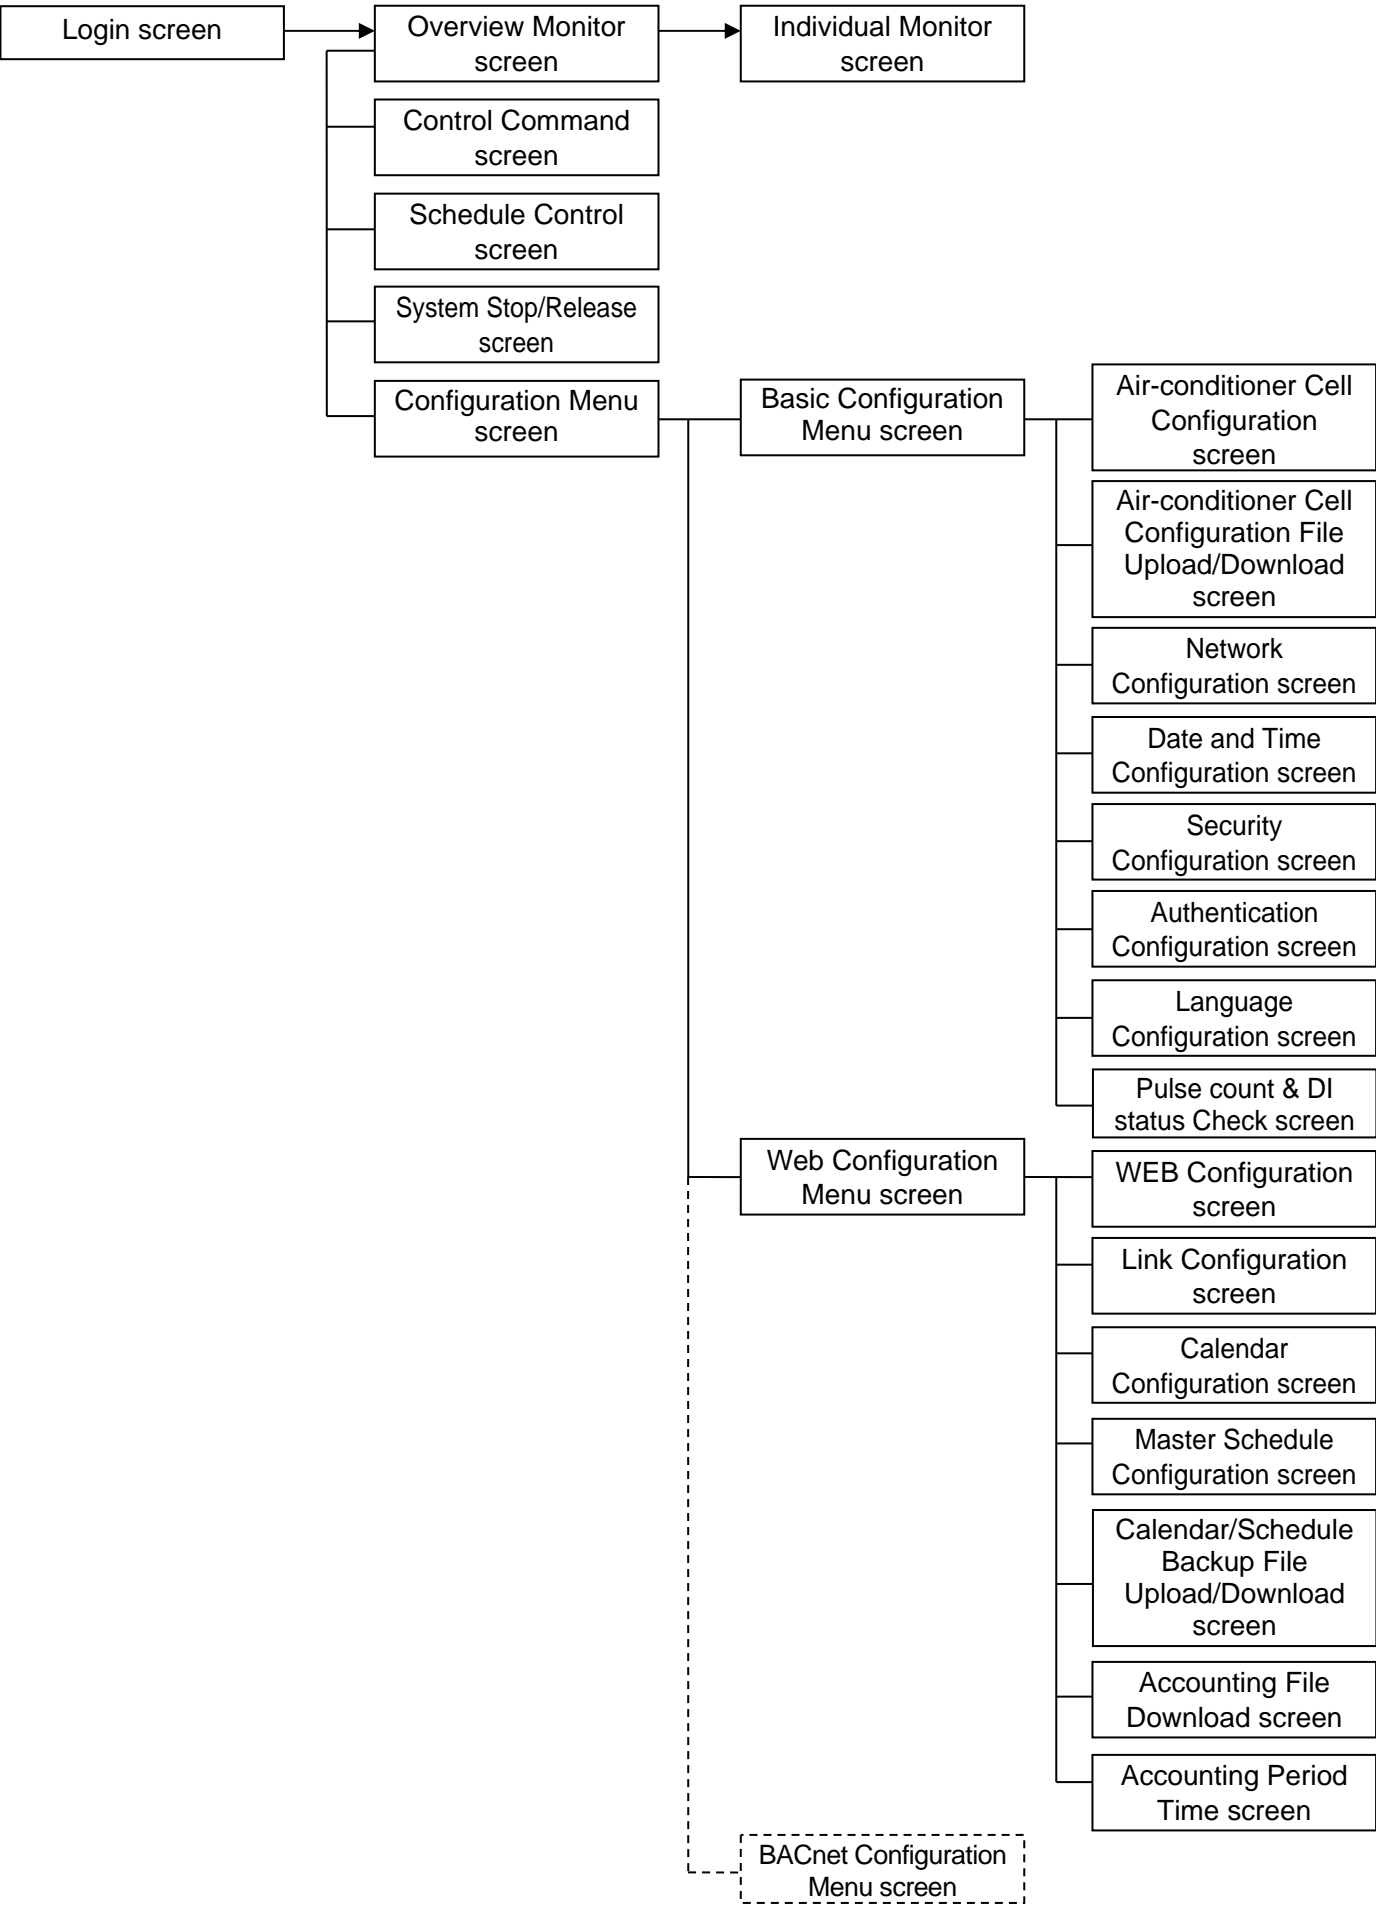 Login screen
Overview Monitor
screen
Individual Monitor
screen
Control Command
screen
Schedule Control
screen
System Stop/Release
screen
Configuration Menu
screen
Basic Configuration
Menu screen
Air-conditioner Cell
Configuration
screen
Air-conditioner Cell
Configuration File
Upload/Download
screen
Network
Configuration screen
Date and Time
Configuration screen
Security
Configuration screen
Authentication
Configuration screen
Language
Configuration screen
Pulse count & DI
status Check screen
Web Configuration
Menu screen
WEB Configuration
screen
Link Configuration
screen
Calendar
Configuration screen
Master Schedule
Configuration screen
Calendar/Schedule
Backup File
Upload/Download
screen
Accounting File
Download screen
Accounting Period
Time screen
BACnet Configuration
Menu screen